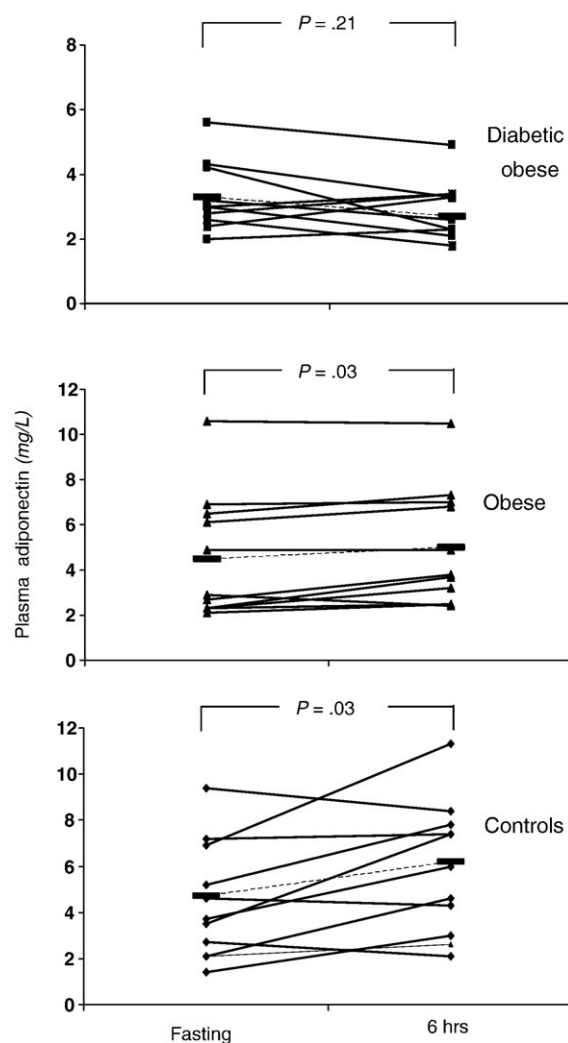 P = .21
8
6
4
2
0
Diabetic
obese
P = .03
12
10
8
6
4
2
0
Obese
Plasma adiponectin (mg/L)
P = .03
12
10
8
6
4
2
0
Controls
Fasting
6 hrs